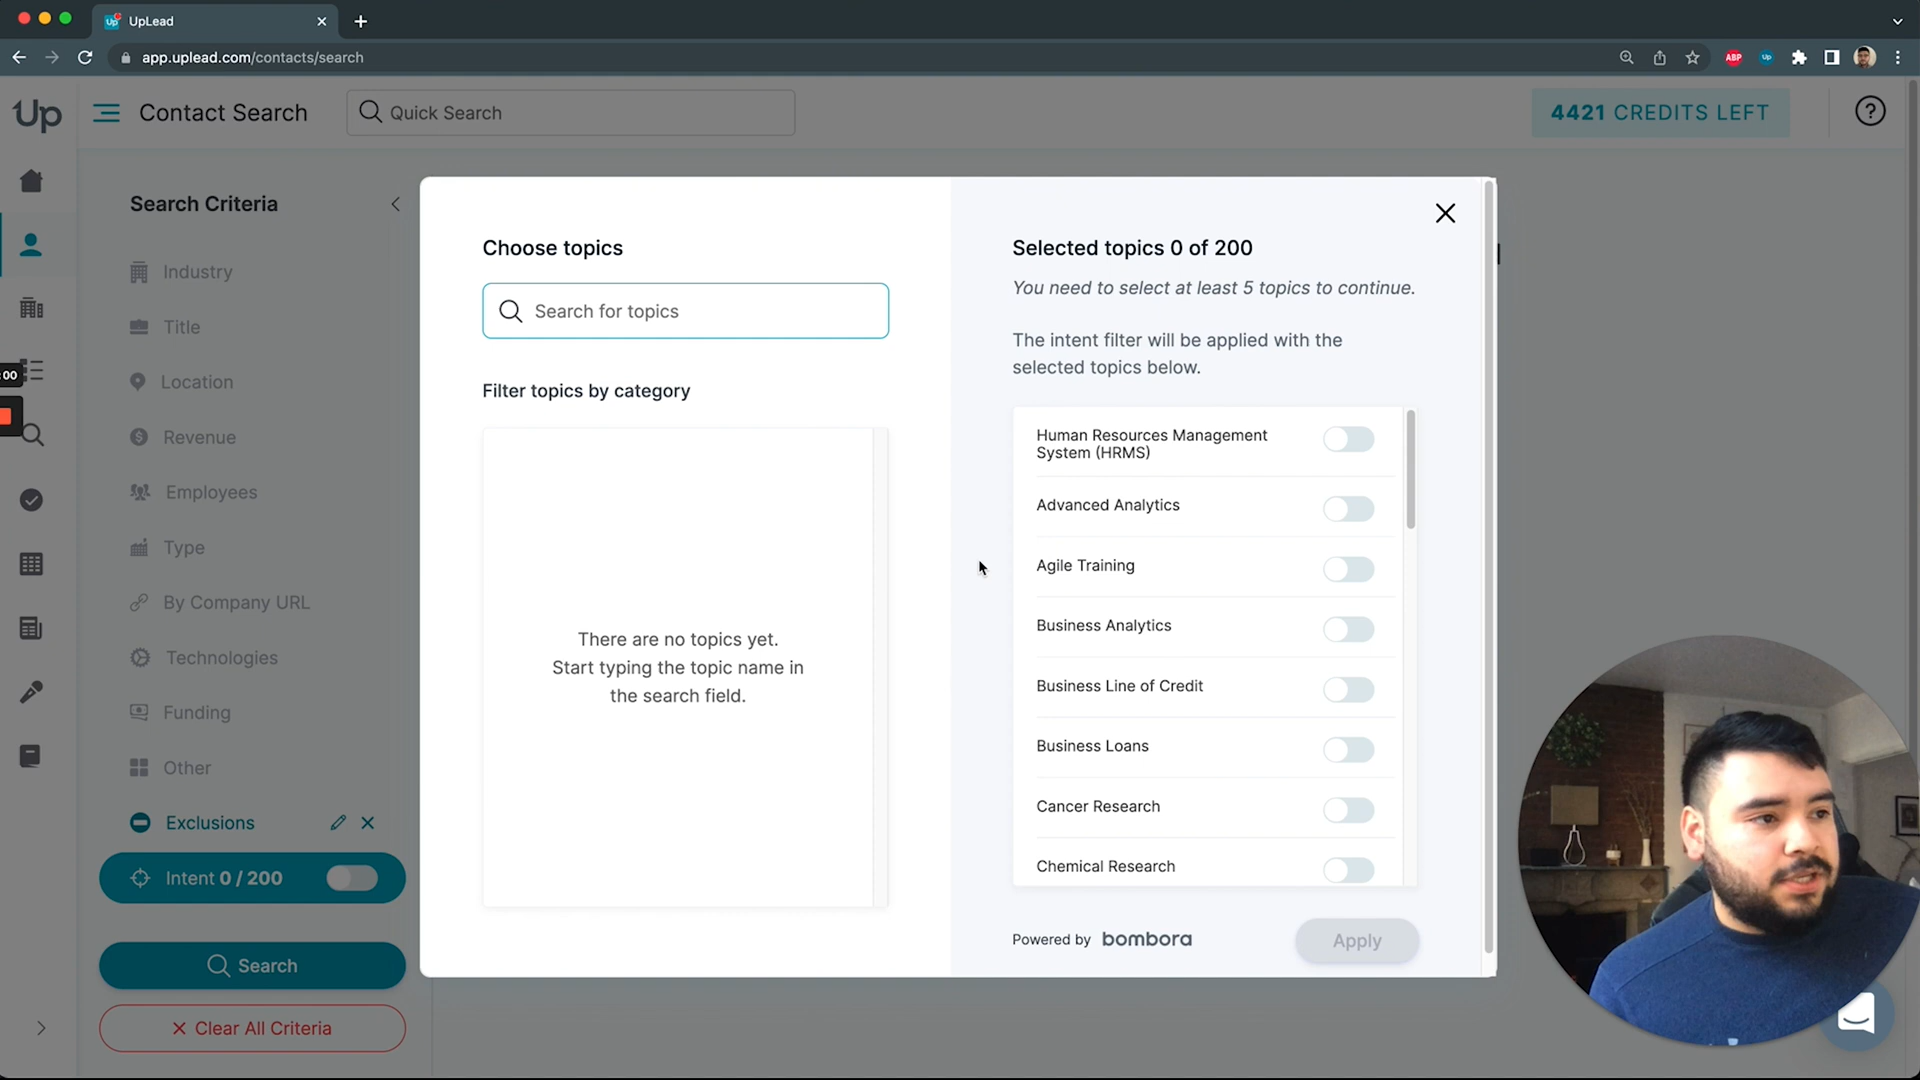 UpLead
app.uplead.com/contacts/search
ABP
Up
Up
Contact Search
Quick Search
4421 CREDITS LEFT
Search Criteria
Industry
Title
Location
Revenue
Employees
Type
By Company URL
Technologies
Funding
Other
Exclusions
Intent 0 / 200
Search
Clear All Criteria
:00
Choose topics
Search for topics
Filter topics by category
There are no topics yet.
Start typing the topic name in
the search field.
Selected topics 0 of 200
You need to select at least 5 topics to continue.
The intent filter will be applied with the
selected topics below.
Human Resources Management
System (HRMS)
Advanced Analytics
Agile Training
Business Analytics
Business Line of Credit
Business Loans
Cancer Research
Chemical Research
Powered by bombora
Apply